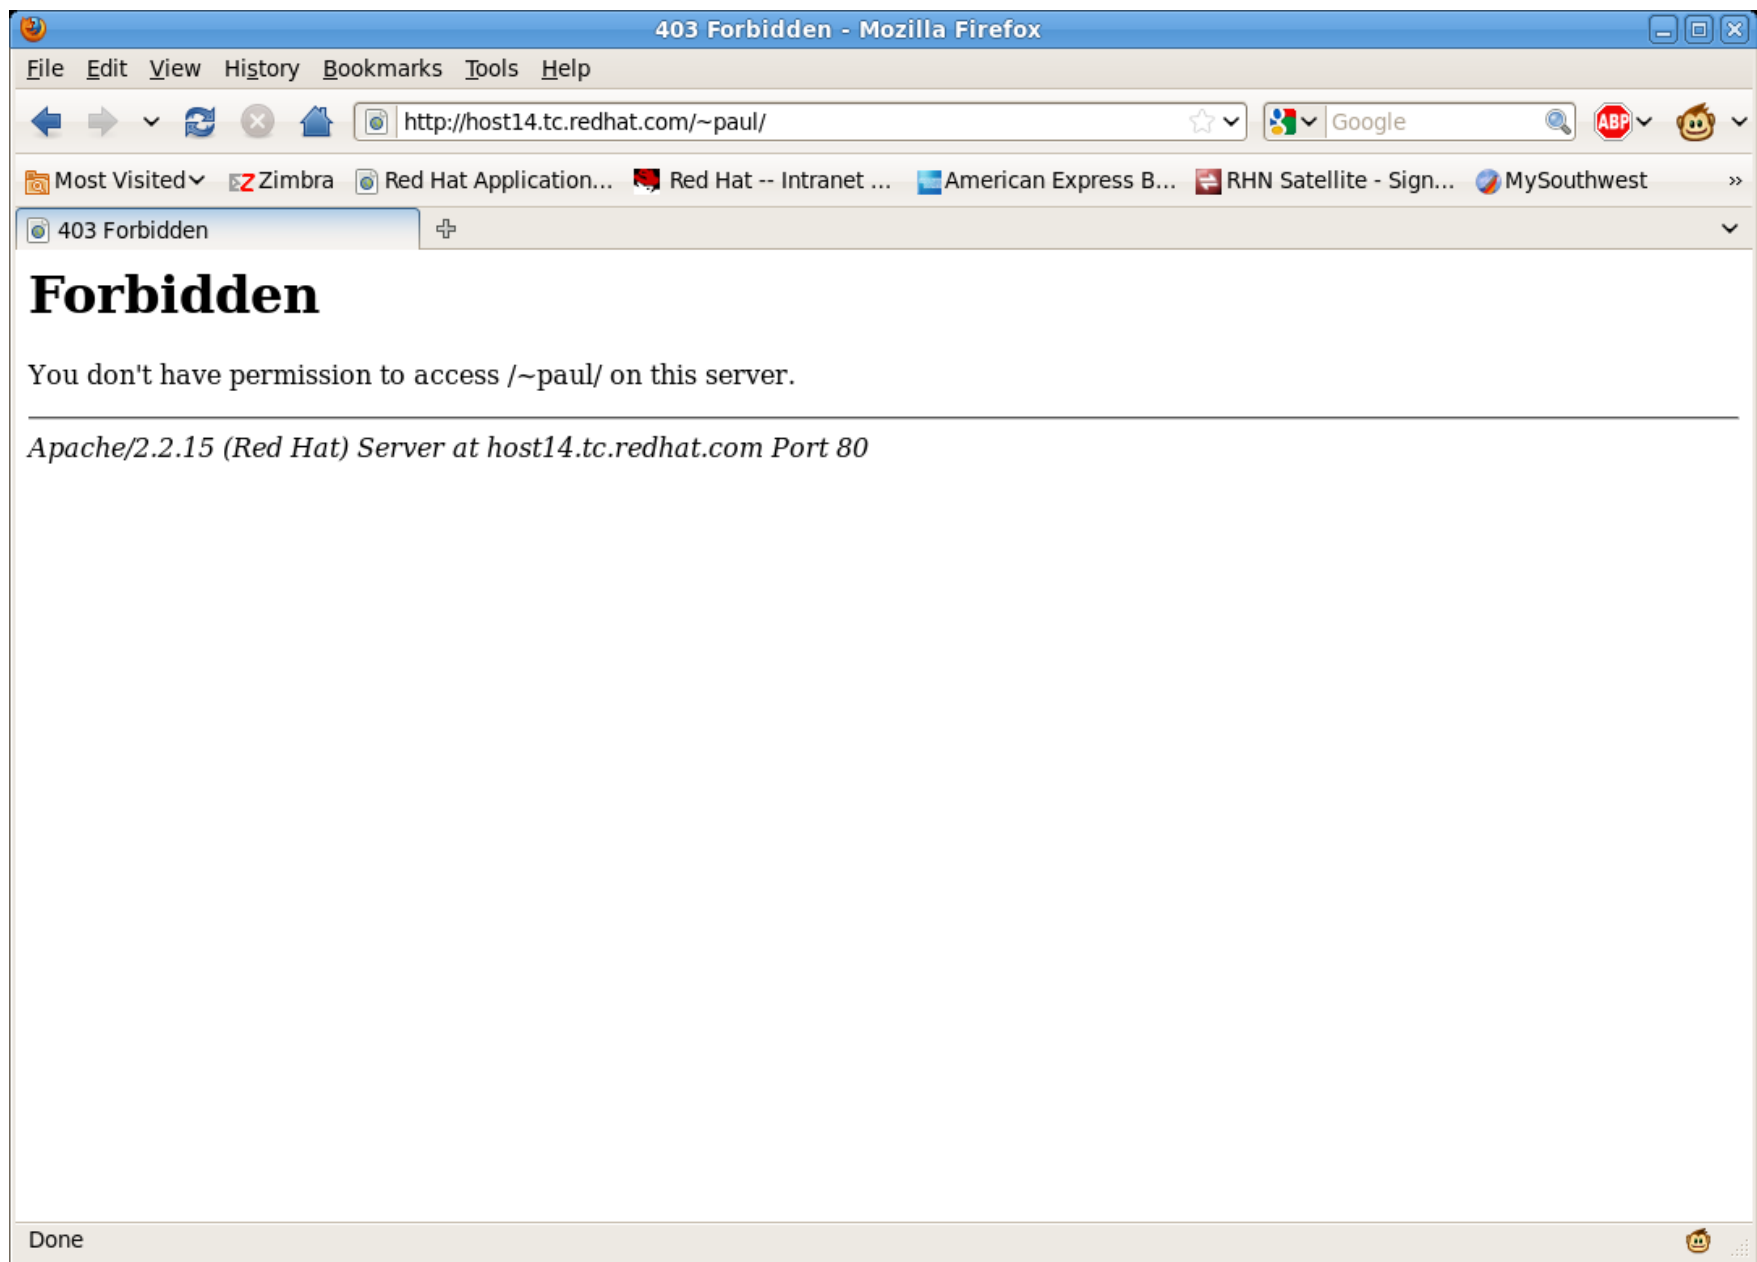 403 Forbidden - Mozilla Firefox
File Edit View History Bookmarks Tools Help
http://host14.tc.redhat.com/~paul/ Google ABP
Most Visited Zimbra Red Hat Application... Red Hat -- Intranet ... American Express B... RHN Satellite - Sign... MySouthwest »
403 Forbidden
Forbidden
You don't have permission to access /~paul/ on this server.
Apache/2.2.15 (Red Hat) Server at host14.tc.redhat.com Port 80
Done